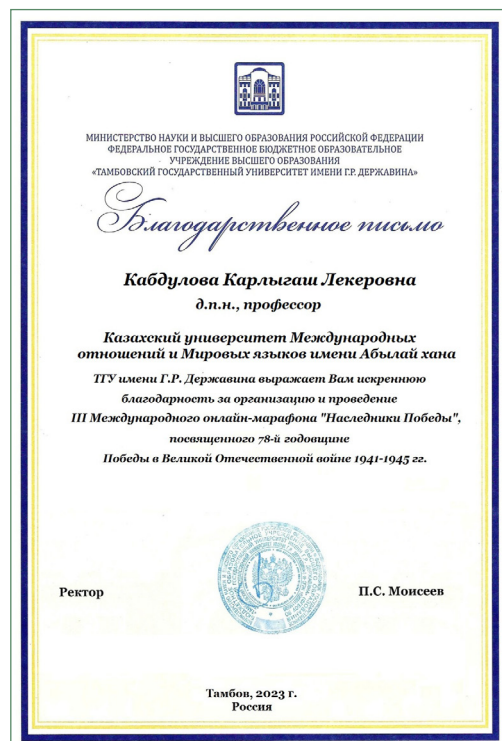 МИНИСТЕРСТВО НАУКИ И ВЫСШЕГО ОБРАЗОВАНИЯ РОССИЙСКОЙ ФЕДЕРАЦИИ
ФЕДЕРАЛЬНОЕ ГОСУДАРСТВЕННОЕ БЮДЖЕТНОЕ ОБРАЗОВАТЕЛЬНОЕ
УЧРЕЖДЕНИЕ ВЫСШЕГО ОБРАЗОВАНИЯ
«ТАМБОВСКИЙ ГОСУДАРСТВЕННЫЙ УНИВЕРСИТЕТ ИМЕНИ Г.Р. ДЕРЖАВИНА»
Благодарственное письмо
Кабдулова Карлыгаш Лекеровна
д.п.н., профессор
Казахский университет Международных
отношений и Мировых языков имени Абылай хана
ТГУ имени Г.Р. Державина выражает Вам искреннюю
благодарность за организацию и проведение
III Международного онлайн-марафона "Наследники Победы",
посвященного 78-й годовщине
Победы в Великой Отечественной войне 1941-1945 гг.
Ректор
П.С. Моисеев
Тамбов, 2023 г.
Россия